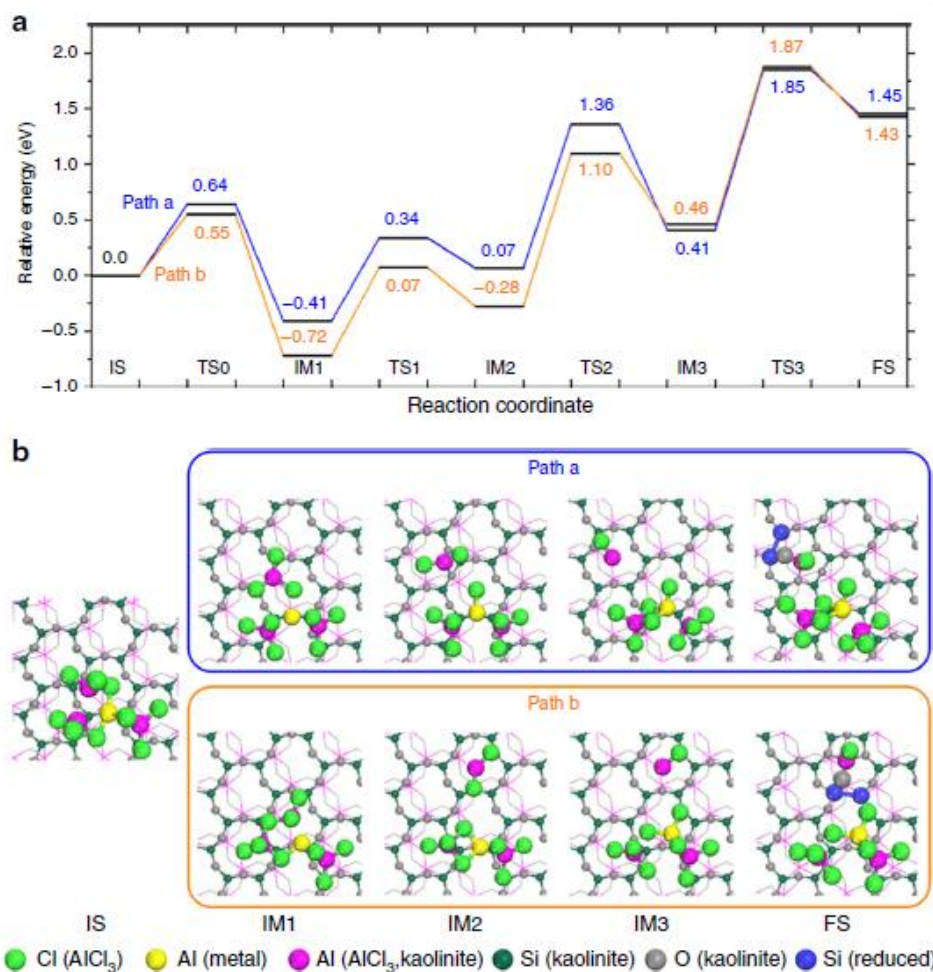 a
2.0
1.5
1.0
0.5
0.0
−0.5
−1.0
Relative energy (eV)
1.87
1.85
1.45
1.43
1.36
1.10
0.64
0.55
Path a
Path b
0.0
0.34
0.07
0.07
−0.28
0.46
0.41
−0.41
−0.72
IS TS0 IM1 TS1 IM2 TS2 IM3 TS3 FS
Reaction coordinate
b
Path a
Path b
IS IM1 IM2 IM3 FS
Cl (AlCl3) Al (metal) Al (AlCl3,kaolinite) Si (kaolinite) O (kaolinite) Si (reduced)